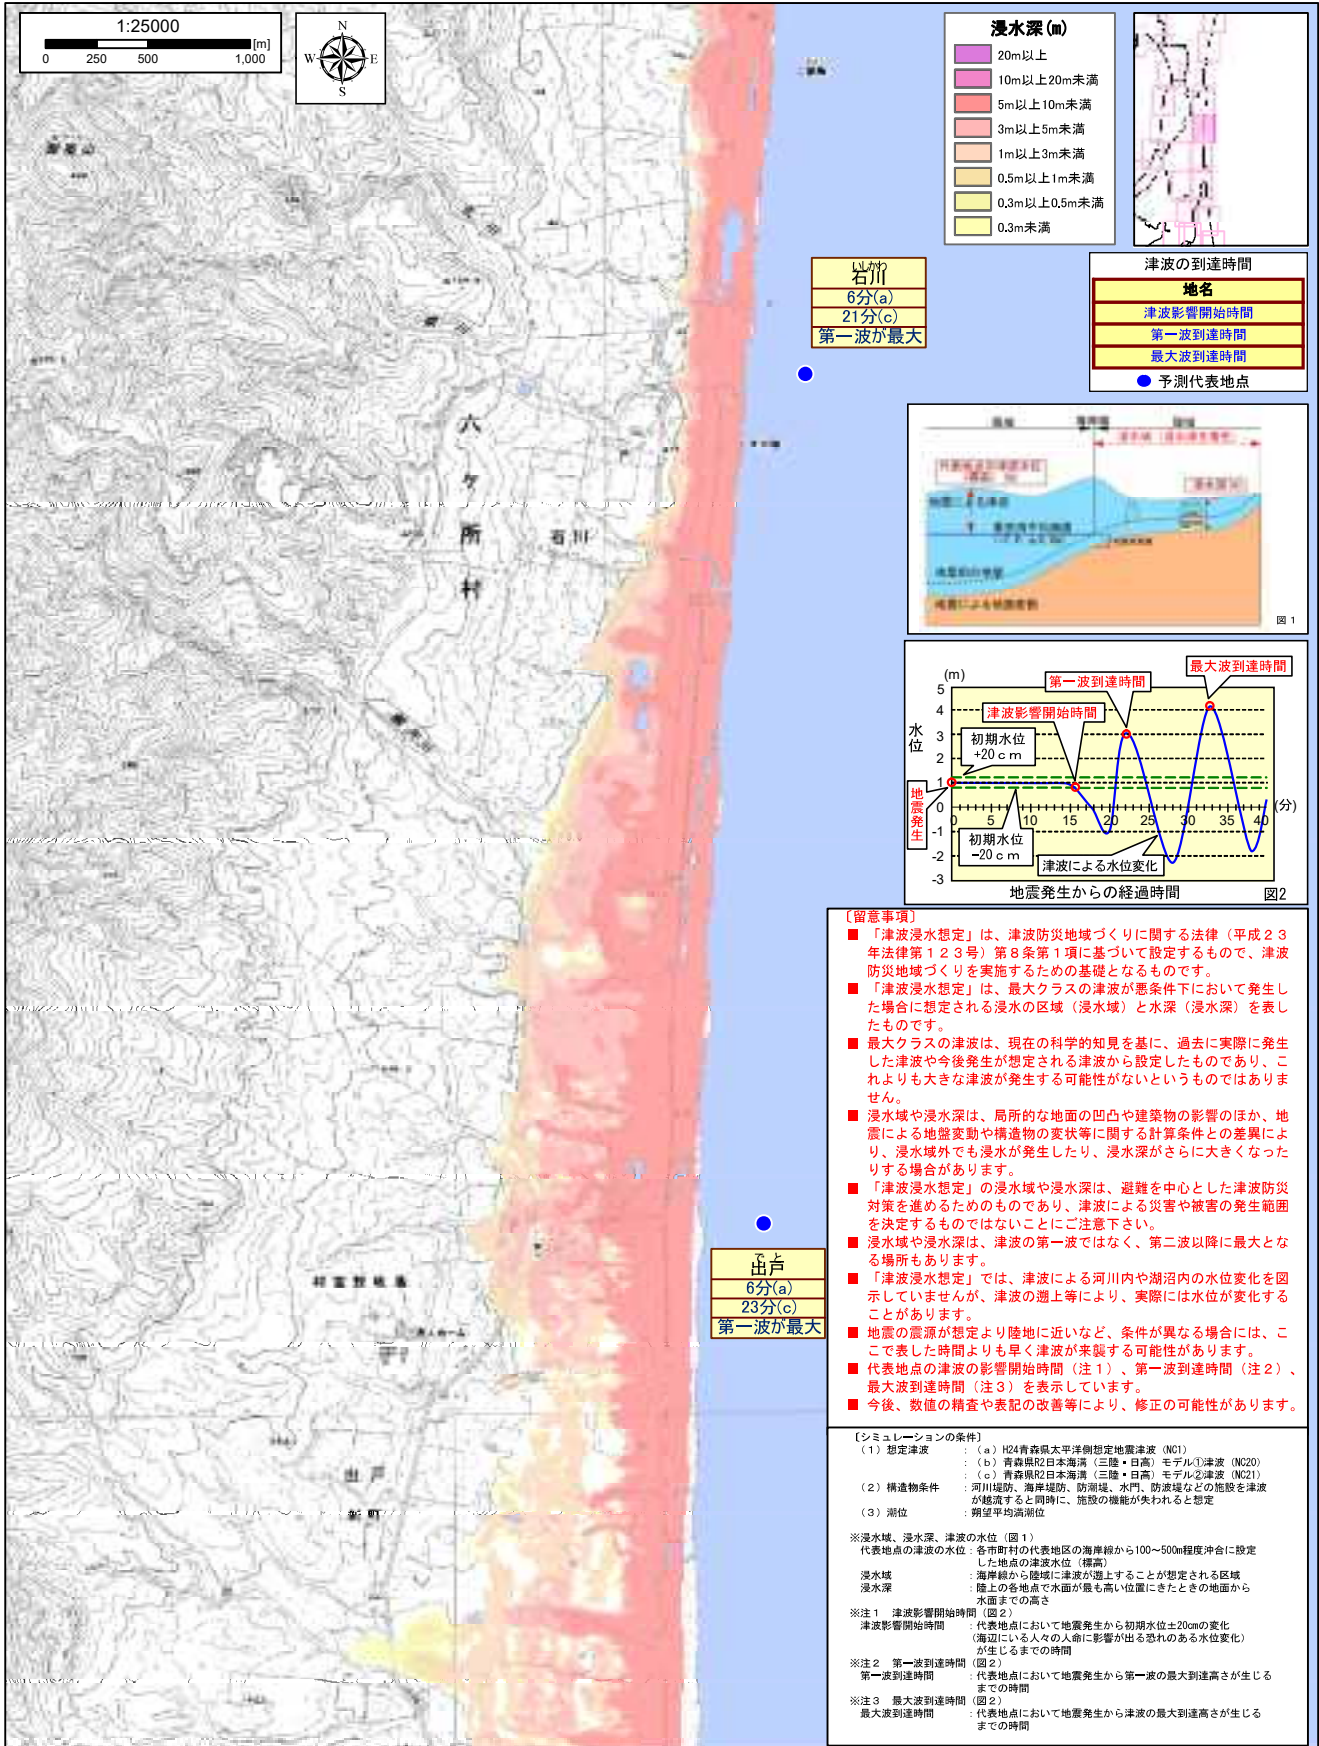 1:25000
[m]
0 250 500 1,000
N
W E
S
浸水深(m)
20m以上
10m以上20m未満
5m以上10m未満
3m以上5m未満
1m以上3m未満
0.5m以上1m未満
0.3m以上0.5m未満
0.3m未満
津波の到達時間
地名
津波影響開始時間
第一波到達時間
最大波到達時間
予測代表地点
いしかわ
石川
6分(a)
21分(c)
第一波が最大
六ヶ所村
石川
図1
(m)
水位
5
4
3
2
1
0
-1
-2
-3
0 5 10 15 20 25 30 35 40
(分)
最大波到達時間
第一波到達時間
津波影響開始時間
初期水位
+20cm
地震発生
初期水位
-20cm
津波による水位変化
地震発生からの経過時間
図2
でと
出戸
6分(a)
23分(c)
第一波が最大
出戸
〔留意事項〕
■ 「津波浸水想定」は、津波防災地域づくりに関する法律(平成23
年法律第123号)第8条第1項に基づいて設定するもので、津波
防災地域づくりを実施するための基礎となるものです。
■ 「津波浸水想定」は、最大クラスの津波が悪条件下において発生し
た場合に想定される浸水の区域(浸水域)と水深(浸水深)を表し
たものです。
■ 最大クラスの津波は、現在の科学的知見を基に、過去に実際に発生
した津波や今後発生が想定される津波から設定したものであり、こ
れよりも大きな津波が発生する可能性がないというものではありま
せん。
■ 浸水域や浸水深は、局所的な地面の凹凸や建築物の影響のほか、地
震による地盤変動や構造物の変状等に関する計算条件との差異によ
り、浸水域外でも浸水が発生したり、浸水深がさらに大きくなった
りする場合があります。
■ 「津波浸水想定」の浸水域や浸水深は、避難を中心とした津波防災
対策を進めるためのものであり、津波による災害や被害の発生範囲
を決定するものではないことにご注意下さい。
■ 浸水域や浸水深は、津波の第一波ではなく、第二波以降に最大とな
る場所もあります。
■ 「津波浸水想定」では、津波による河川内や湖沼内の水位変化を図
示していませんが、津波の遡上等により、実際には水位が変化する
ことがあります。
■ 地震の震源が想定より陸地に近いなど、条件が異なる場合には、こ
こで表した時間よりも早く津波が来襲する可能性があります。
■ 代表地点の津波の影響開始時間(注1)、第一波到達時間(注2)、
最大波到達時間(注3)を表示しています。
■ 今後、数値の精査や表記の改善等により、修正の可能性があります。
〔シミュレーションの条件〕
(1)想定津波 :(a)H24青森県太平洋側想定地震津波(NC1)
:(b)青森県R2日本海溝(三陸・日高)モデル①津波(NC20)
:(c)青森県R2日本海溝(三陸・日高)モデル②津波(NC21)
(2)構造物条件 :河川堤防、海岸堤防、防潮堤、水門、防波堤などの施設を津波
が越流すると同時に、施設の機能が失われると想定
(3)潮位 :朔望平均満潮位
※浸水域、浸水深、津波の水位(図1)
代表地点の津波の水位:各市町村の代表地区の海岸線から100~500m程度沖合に設定
した地点の津波水位(標高)
浸水域 :海岸線から陸域に津波が遡上することが想定される区域
浸水深 :陸上の各地点で水面が最も高い位置にきたときの地面から
水面までの高さ
※注1 津波影響開始時間(図2)
津波影響開始時間 :代表地点において地震発生から初期水位±20cmの変化
(海辺にいる人々の人命に影響が出る恐れのある水位変化)
が生じるまでの時間
※注2 第一波到達時間(図2)
第一波到達時間 :代表地点において地震発生から第一波の最大到達高さが生じる
までの時間
※注3 最大波到達時間(図2)
最大波到達時間 :代表地点において地震発生から津波の最大到達高さが生じる
までの時間